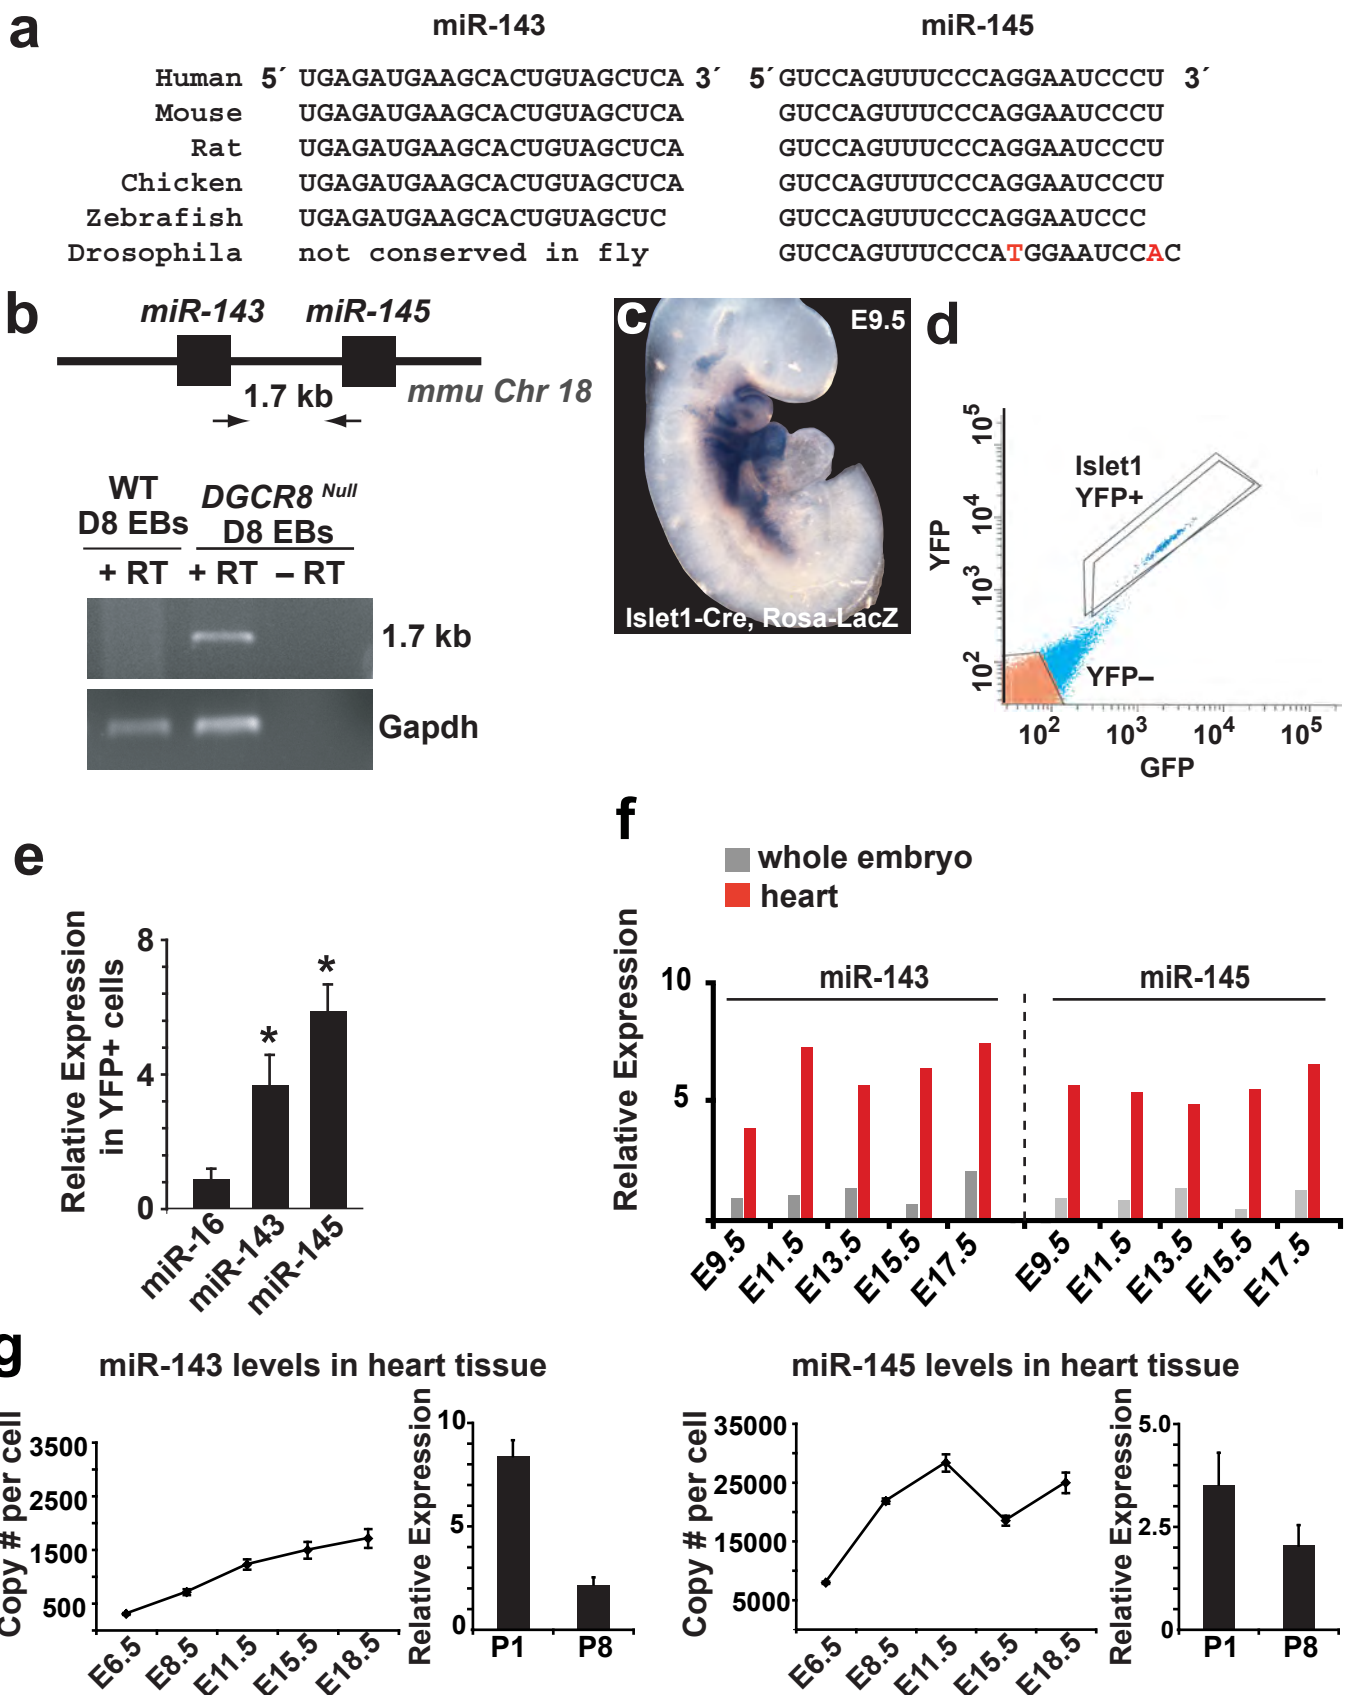 a
miR-143 miR-145
Human 5´ UGAGAUGAAGCACUGUAGCUCA 3´ 5´ GUCCAGUUUUCCCAGGAAUCCCU 3´
Mouse UGAGAUGAAGCACUGUAGCUCA GUCCAGUUUUCCCAGGAAUCCCU
Rat UGAGAUGAAGCACUGUAGCUCA GUCCAGUUUUCCCAGGAAUCCCU
Chicken UGAGAUGAAGCACUGUAGCUCA GUCCAGUUUUCCCAGGAAUCCCU
Zebrafish UGAGAUGAAGCACUGUAGCUC GUCCAGUUUUCCCAGGAAUCCC
Drosophila not conserved in fly GUCCAGUUUUCCCATGGAAUCCAC
b
miR-143 miR-145
1.7 kb
mmu Chr 18
WT
D8 EBs
DGCR8 Null
D8 EBs
+ RT + RT – RT
1.7 kb
Gapdh
c
E9.5
Islet1-Cre, Rosa-LacZ
d
YFP
10^5
10^4
10^3
10^2
Islet1
YFP+
YFP–
10^2 10^3 10^4 10^5
GFP
e
Relative Expression
in YFP+ cells
8
4
0
*
*
miR-16
miR-143
miR-145
f
whole embryo
heart
Relative Expression
10
5
miR-143 miR-145
E9.5 E11.5 E13.5 E15.5 E17.5 E9.5 E11.5 E13.5 E15.5 E17.5
g
miR-143 levels in heart tissue
Copy # per cell
3500
2500
1500
500
E6.5 E8.5 E11.5 E15.5 E18.5
Relative Expression
10
5
0
P1 P8
miR-145 levels in heart tissue
Copy # per cell
35000
25000
15000
5000
E6.5 E8.5 E11.5 E15.5 E18.5
Relative Expression
5.0
2.5
0
P1 P8